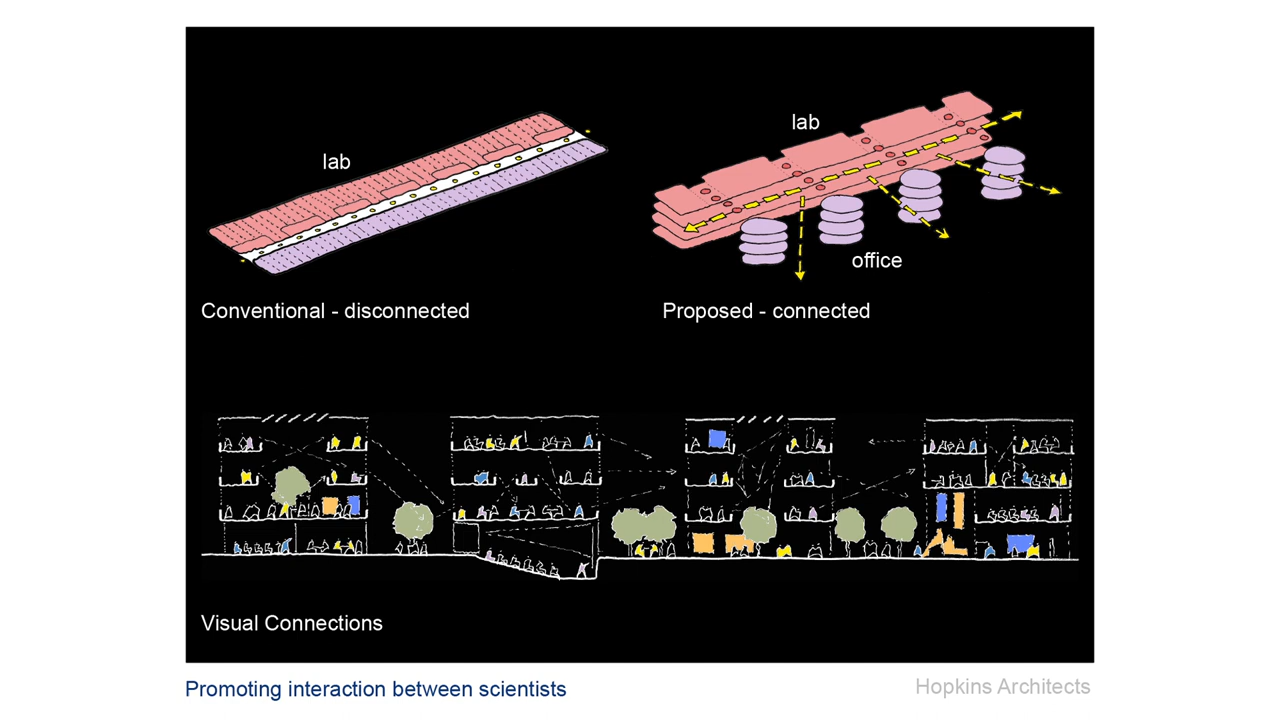 lab
lab
office
Conventional - disconnected
Proposed - connected
Visual Connections
Promoting interaction between scientists
Hopkins Architects